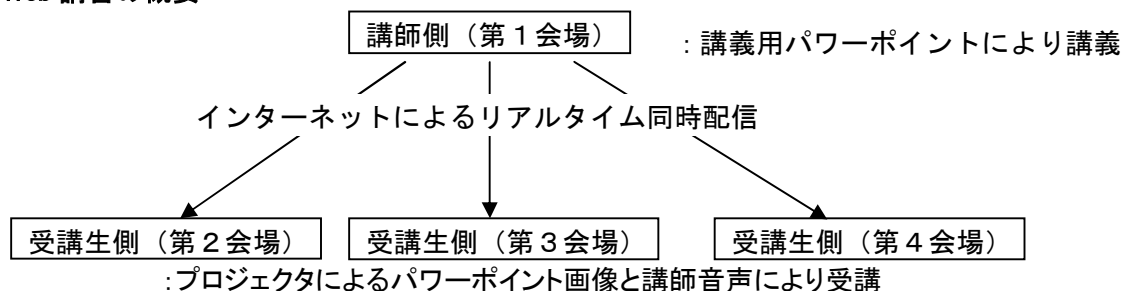 講師側（第１会場）　：講義用パワーポイントにより講義
インターネットによるリアルタイム同時配信
受講生側（第２会場）　受講生側（第３会場）　受講生側（第４会場）
：プロジェクタによるパワーポイント画像と講師音声により受講